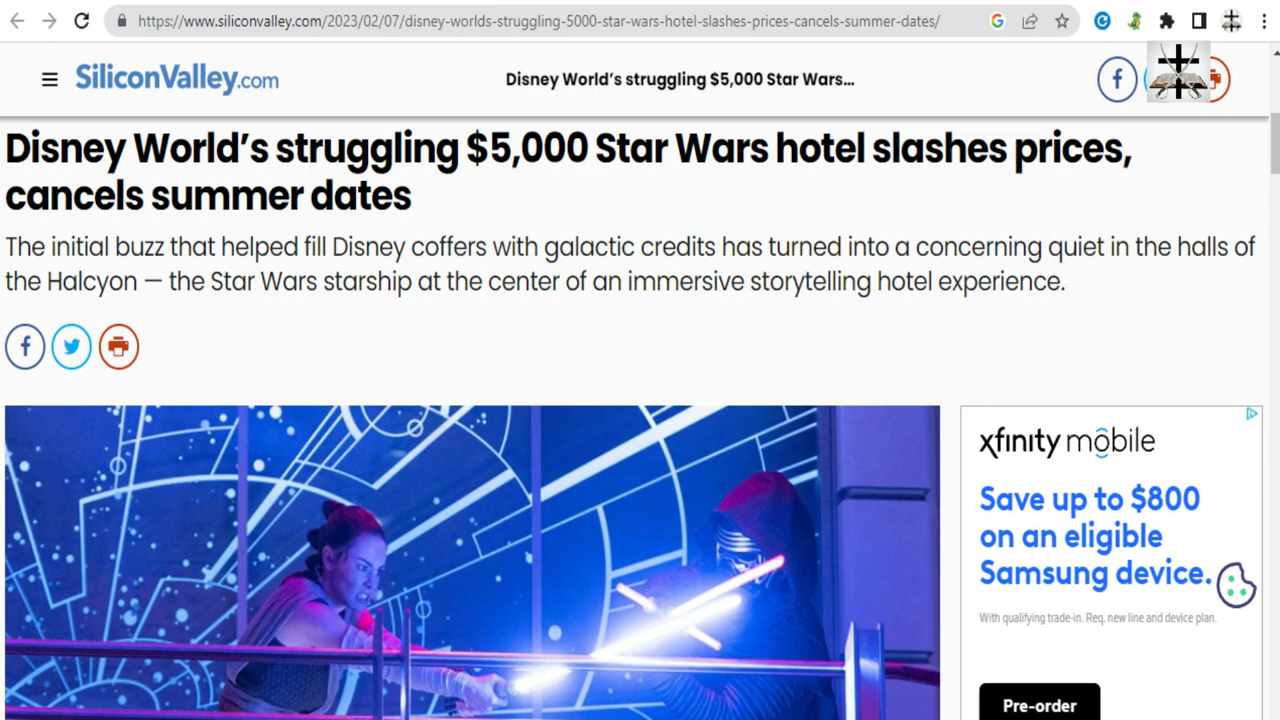 https://www.siliconvalley.com/2023/02/07/disney-worlds-struggling-5000-star-wars-hotel-slashes-prices-cancels-summer-dates/
SiliconValley.com
Disney World’s struggling $5,000 Star Wars...
Disney World’s struggling $5,000 Star Wars hotel slashes prices,
cancels summer dates
The initial buzz that helped fill Disney coffers with galactic credits has turned into a concerning quiet in the halls of
the Halcyon — the Star Wars starship at the center of an immersive storytelling hotel experience.
xfinity mobile
Save up to $800
on an eligible
Samsung device.
With qualifying trade-in. Req. new line and device plan.
Pre-order